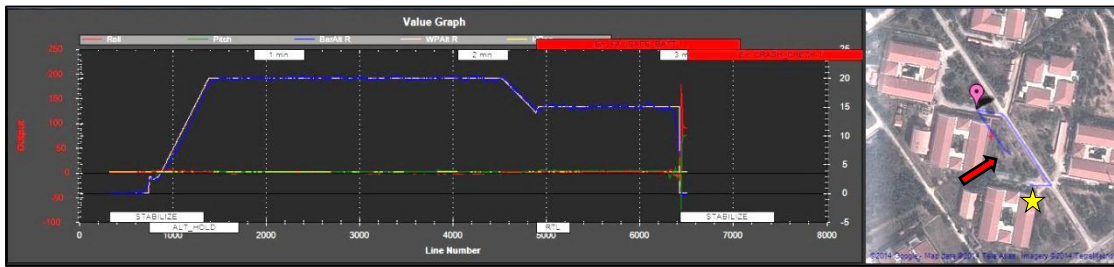 Value Graph
Roll Pitch BarAlt R WPAlt R
1 min 2 min 3 m
250
200
150
100
50
0
-50
-100
Output
25
20
15
10
5
0
-5
STABILIZE STABILIZE
ALT_HOLD RTL
0 1000 2000 3000 4000 5000 6000 7000 8000
Line Number
©2014 Google - Map data ©2014 Tele Atlas, Imagery ©2014 TerraMetrics